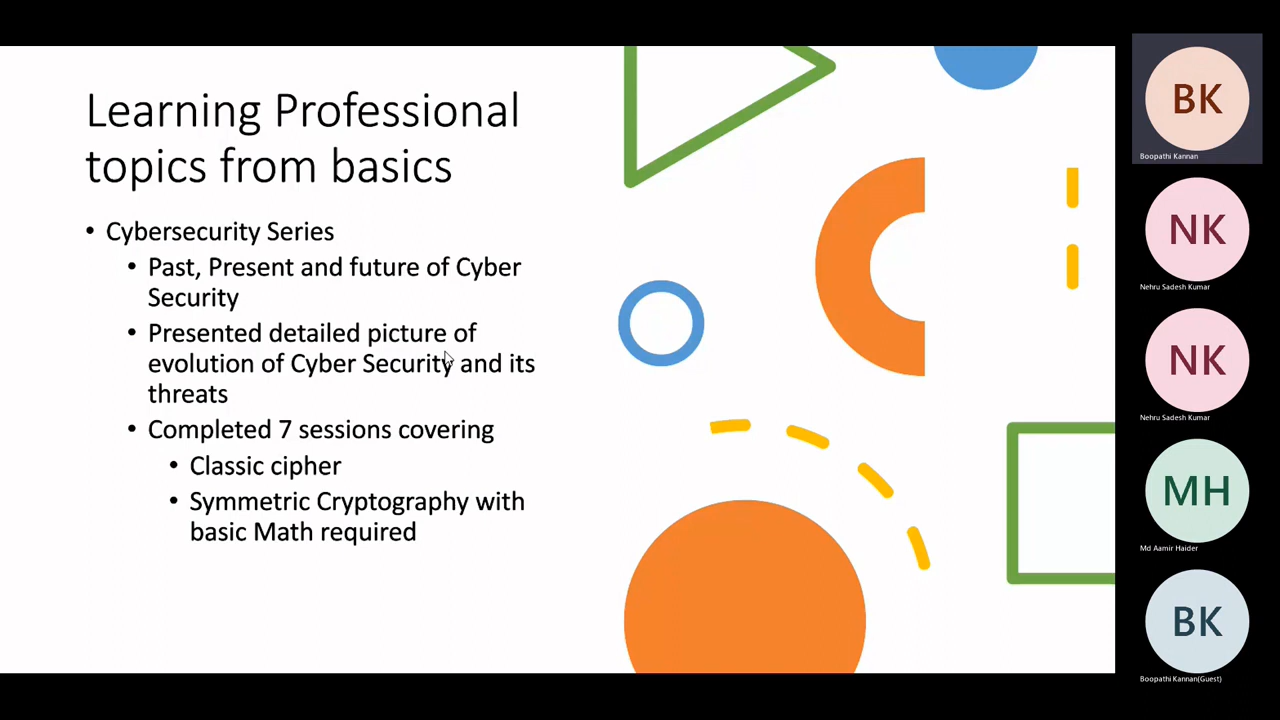 Learning Professional
topics from basics
• Cybersecurity Series
• Past, Present and future of Cyber
Security
• Presented detailed picture of
evolution of Cyber Security and its
threats
• Completed 7 sessions covering
• Classic cipher
• Symmetric Cryptography with
basic Math required
BK
Boopathi Kannan
NK
Nehru Sadesh Kumar
NK
Nehru Sadesh Kumar
MH
Md Aamir Haider
BK
Boopathi Kannan(Guest)